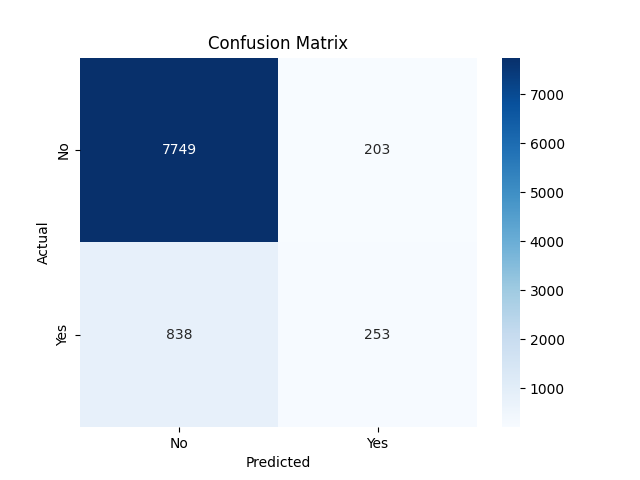 Confusion Matrix
No
7749
203
Actual
Yes
838
253
No
Yes
Predicted
7000
6000
5000
4000
3000
2000
1000